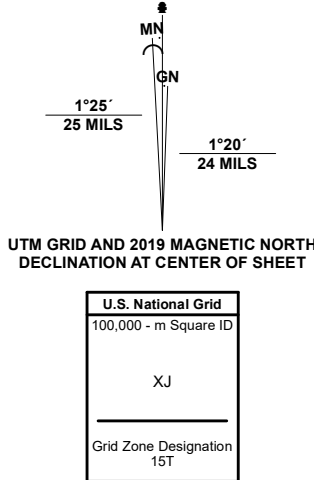 MN
GN
1°25´
25 MILS
1°20´
24 MILS
UTM GRID AND 2019 MAGNETIC NORTH
DECLINATION AT CENTER OF SHEET
U.S. National Grid
100,000 - m Square ID
XJ
Grid Zone Designation
15T